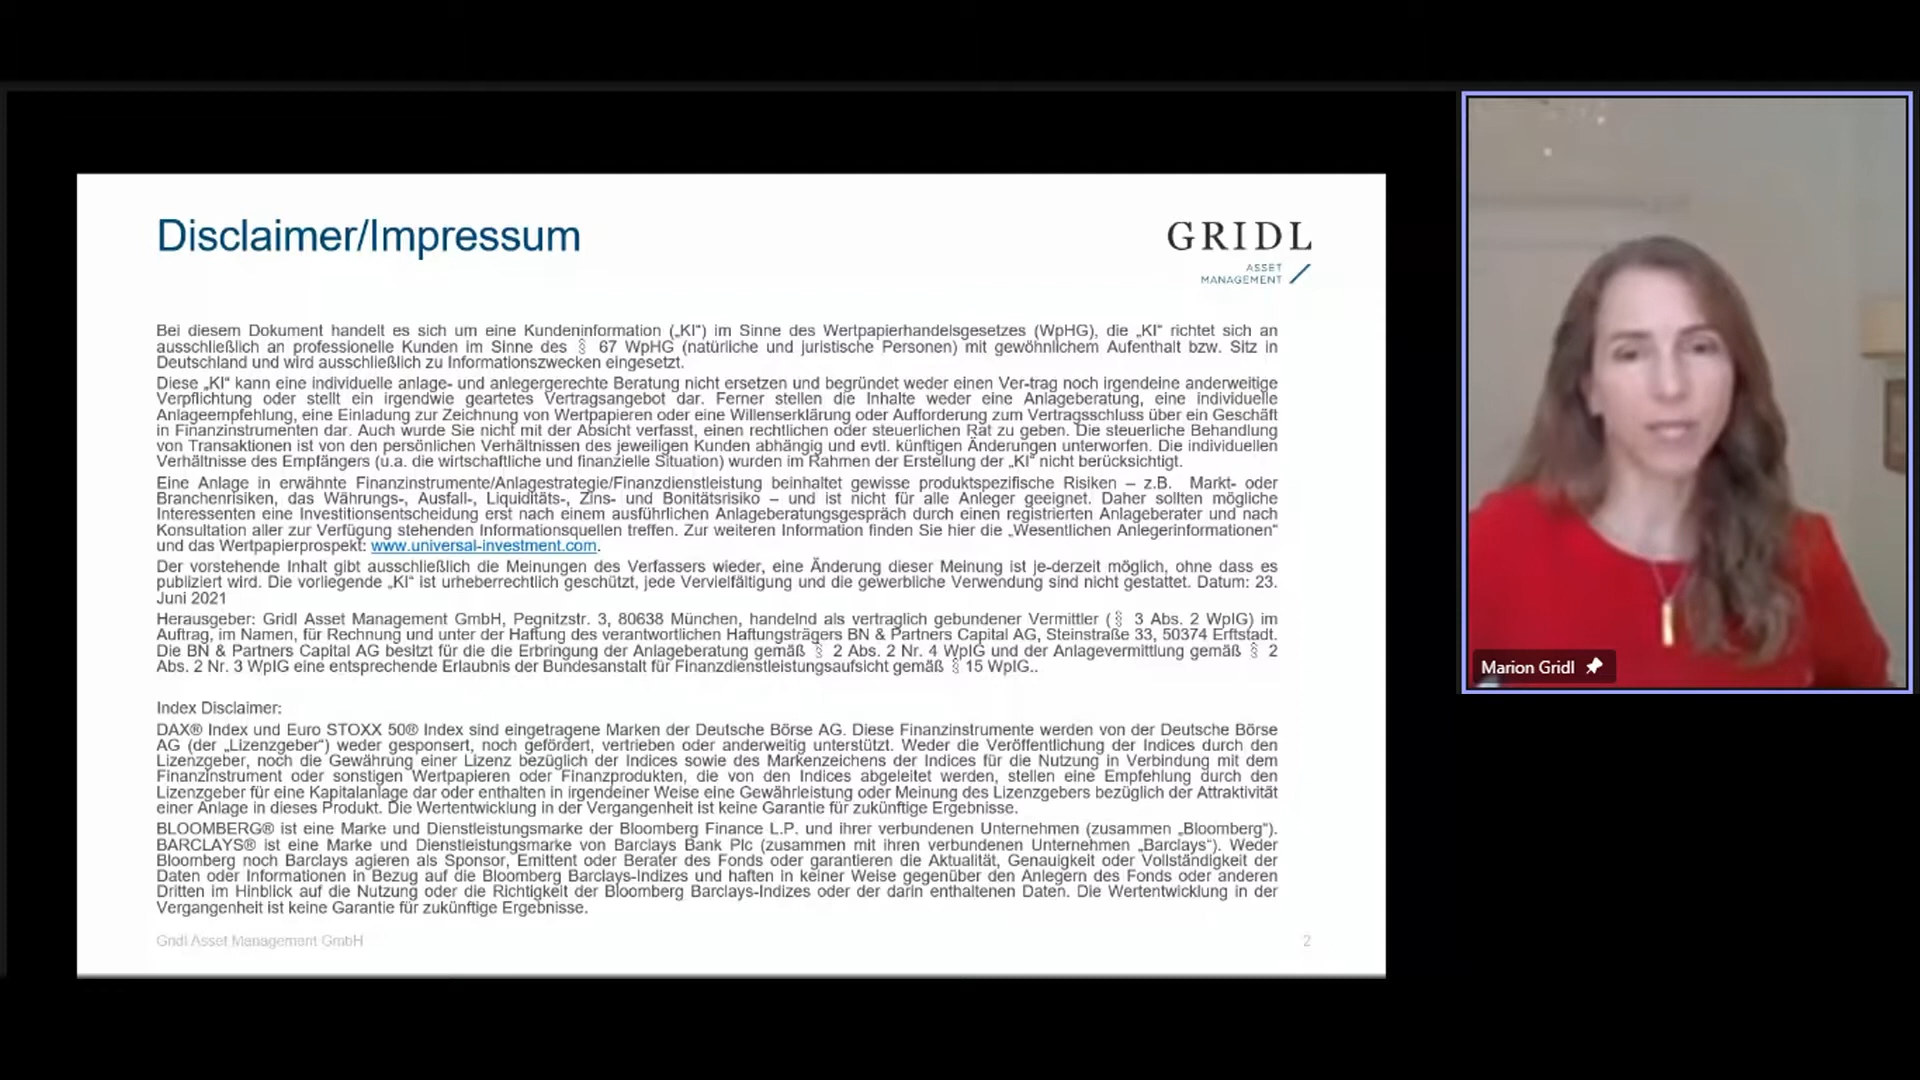 Disclaimer/Impressum
GRIDL
ASSET
MANAGEMENT
Bei diesem Dokument handelt es sich um eine Kundeninformation („KI“) im Sinne des Wertpapierhandelsgesetzes (WpHG), die „KI“ richtet sich an
ausschließlich an professionelle Kunden im Sinne des § 67 WpHG (natürliche und juristische Personen) mit gewöhnlichem Aufenthalt bzw. Sitz in
Deutschland und wird ausschließlich zu Informationszwecken eingesetzt.
Diese „KI“ kann eine individuelle anlage- und anlegergerechte Beratung nicht ersetzen und begründet weder einen Ver-trag noch irgendeine anderweitige
Verpflichtung oder stellt ein irgendwie geartetes Vertragsangebot dar. Ferner stellen die Inhalte weder eine Anlageberatung, eine individuelle
Anlageempfehlung, eine Einladung zur Zeichnung von Wertpapieren oder eine Willenserklärung oder Aufforderung zum Vertragsschluss über ein Geschäft
in Finanzinstrumenten dar. Auch wurde Sie nicht mit der Absicht verfasst, einen rechtlichen oder steuerlichen Rat zu geben. Die steuerliche Behandlung
von Transaktionen ist von den persönlichen Verhältnissen des jeweiligen Kunden abhängig und evtl. künftigen Änderungen unterworfen. Die individuellen
Verhältnisse des Empfängers (u.a. die wirtschaftliche und finanzielle Situation) wurden im Rahmen der Erstellung der „KI“ nicht berücksichtigt.
Eine Anlage in erwähnte Finanzinstrumente/Anlagestrategie/Finanzdienstleistung beinhaltet gewisse produktspezifische Risiken – z.B. Markt- oder
Branchenrisiken, das Währungs-, Ausfall-, Liquiditäts-, Zins- und Bonitätsrisiko – und ist nicht für alle Anleger geeignet. Daher sollten mögliche
Interessenten eine Investitionsentscheidung erst nach einem ausführlichen Anlageberatungsgespräch durch einen registrierten Anlageberater und nach
Konsultation aller zur Verfügung stehenden Informationsquellen treffen. Zur weiteren Information finden Sie hier die „Wesentlichen Anlegerinformationen“
und das Wertpapierprospekt: www.universal-investment.com.
Der vorstehende Inhalt gibt ausschließlich die Meinungen des Verfassers wieder, eine Änderung dieser Meinung ist je-derzeit möglich, ohne dass es
publiziert wird. Die vorliegende „KI“ ist urheberrechtlich geschützt, jede Vervielfältigung und die gewerbliche Verwendung sind nicht gestattet. Datum: 23.
Juni 2021
Herausgeber: Gridl Asset Management GmbH, Pegnitzstr. 3, 80638 München, handelnd als vertraglich gebundener Vermittler (§ 3 Abs. 2 WpIG) im
Auftrag, im Namen, für Rechnung und unter der Haftung des verantwortlichen Haftungsträgers BN & Partners Capital AG, Steinstraße 33, 50374 Erftstadt.
Die BN & Partners Capital AG besitzt für die die Erbringung der Anlageberatung gemäß § 2 Abs. 2 Nr. 4 WpIG und der Anlagevermittlung gemäß § 2
Abs. 2 Nr. 3 WpIG eine entsprechende Erlaubnis der Bundesanstalt für Finanzdienstleistungsaufsicht gemäß § 15 WpIG..
Index Disclaimer:
DAX® Index und Euro STOXX 50® Index sind eingetragene Marken der Deutsche Börse AG. Diese Finanzinstrumente werden von der Deutsche Börse
AG (der „Lizenzgeber“) weder gesponsert, noch gefördert, vertrieben oder anderweitig unterstützt. Weder die Veröffentlichung der Indices durch den
Lizenzgeber, noch die Gewährung einer Lizenz bezüglich der Indices sowie des Markenzeichens der Indices für die Nutzung in Verbindung mit dem
Finanzinstrument oder sonstigen Wertpapieren oder Finanzprodukten, die von den Indices abgeleitet werden, stellen eine Empfehlung durch den
Lizenzgeber für eine Kapitalanlage dar oder enthalten in irgendeiner Weise eine Gewährleistung oder Meinung des Lizenzgebers bezüglich der Attraktivität
einer Anlage in dieses Produkt. Die Wertentwicklung in der Vergangenheit ist keine Garantie für zukünftige Ergebnisse.
BLOOMBERG® ist eine Marke und Dienstleistungsmarke der Bloomberg Finance L.P. und ihrer verbundenen Unternehmen (zusammen „Bloomberg“).
BARCLAYS® ist eine Marke und Dienstleistungsmarke von Barclays Bank Plc (zusammen mit ihren verbundenen Unternehmen „Barclays“). Weder
Bloomberg noch Barclays agieren als Sponsor, Emittent oder Berater des Fonds oder garantieren die Aktualität, Genauigkeit oder Vollständigkeit der
Daten oder Informationen in Bezug auf die Bloomberg Barclays-Indizes und haften in keiner Weise gegenüber den Anlegern des Fonds oder anderen
Dritten im Hinblick auf die Nutzung oder die Richtigkeit der Bloomberg Barclays-Indizes oder der darin enthaltenen Daten. Die Wertentwicklung in der
Vergangenheit ist keine Garantie für zukünftige Ergebnisse.
Gridl Asset Management GmbH
2
Marion Gridl